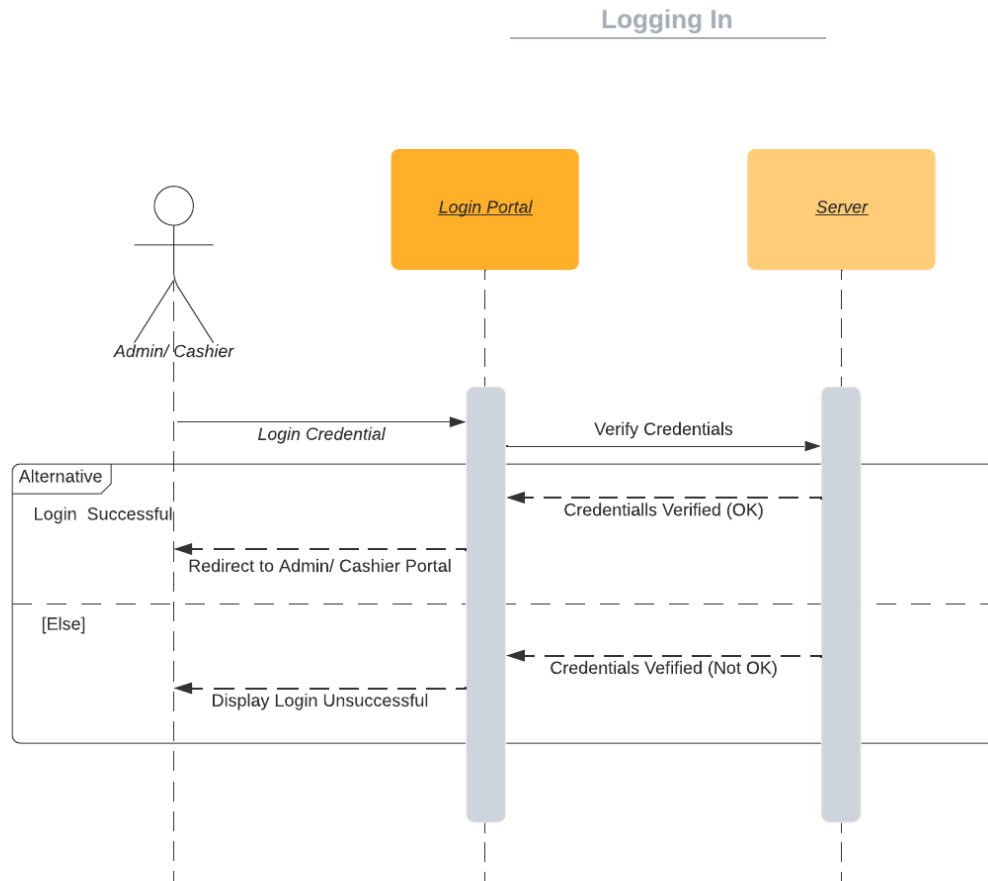 Logging In
Login Portal
Server
Admin/ Cashier
Login Credential
Verify Credentials
Alternative
Credentialls Verified (OK)
Login Successful
Redirect to Admin/ Cashier Portal
[Else]
Credentials Vefified (Not OK)
Display Login Unsuccessful